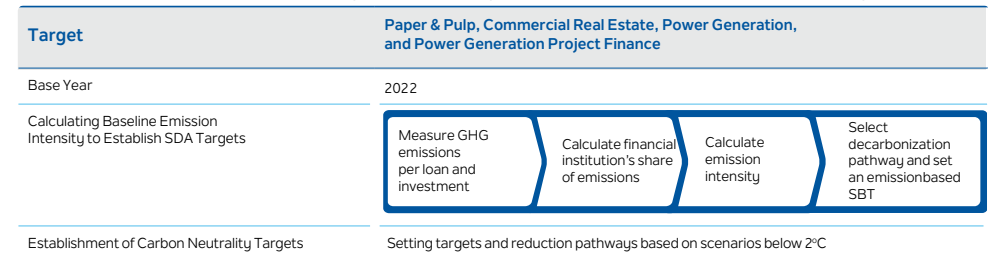 Target
Paper & Pulp, Commercial Real Estate, Power Generation,
and Power Generation Project Finance
Base Year
2022
Calculating Baseline Emission
Intensity to Establish SDA Targets
Measure GHG
emissions
per loan and
investment
Calculate financial
institution's share
of emissions
Calculate
emission
intensity
Select
decarbonization
pathway and set
an emissionbased
SBT
Establishment of Carbon Neutrality Targets
Setting targets and reduction pathways based on scenarios below 2°C